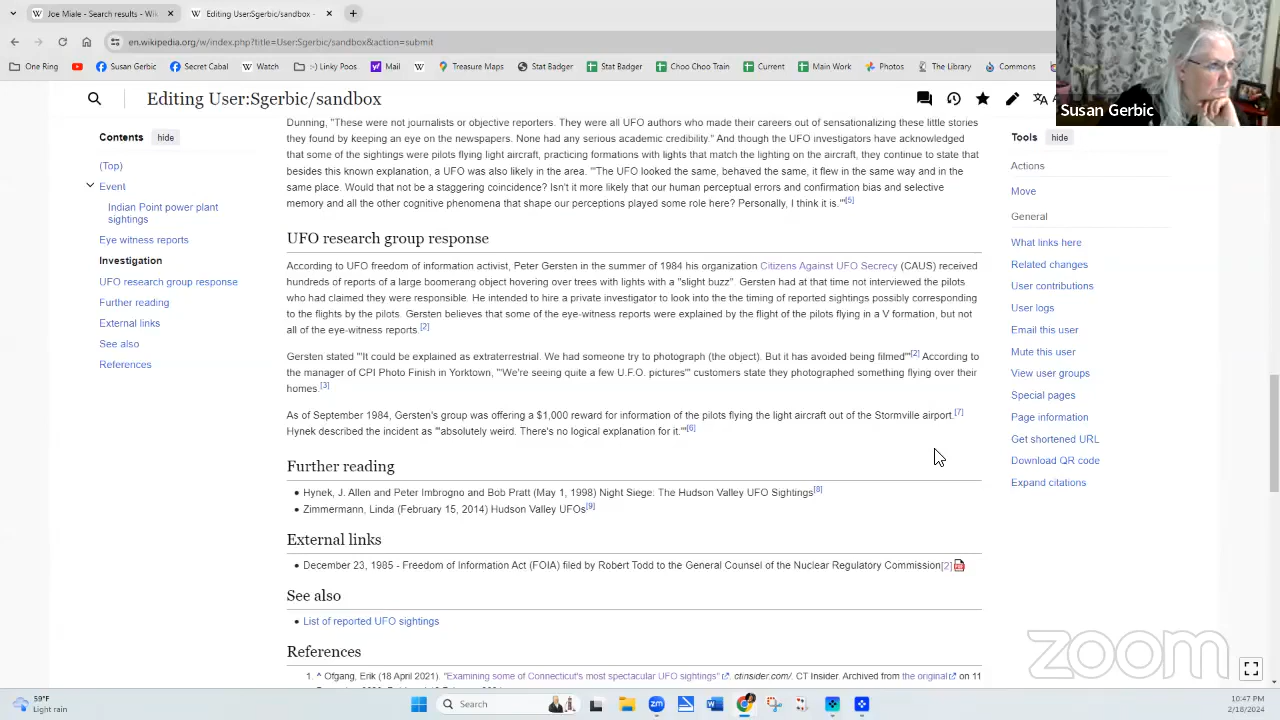 Joe Miale - Search results - Wik
Editing User:Sgerbic/sandbox -
en.wikipedia.org/w/index.php?title=User:Sgerbic/sandbox&action=submit
One Ring
Susan Gerbic
Secret Cabal
Watch
:-) Linky Poos
Mail
Treasure Maps
Stat Badger
Stat Badger
Choo Choo Train
Current
Main Work
Photos
The Library
Commons
Susan Gerbic
Editing User:Sgerbic/sandbox
Contents
hide
(Top)
Event
Indian Point power plant
sightings
Eye witness reports
Investigation
UFO research group response
Further reading
External links
See also
References
Dunning, "These were not journalists or objective reporters. They were all UFO authors who made their careers out of sensationalizing these little stories
they found by keeping an eye on the newspapers. None had any serious academic credibility." And though the UFO investigators have acknowledged
that some of the sightings were pilots flying light aircraft, practicing formations with lights that match the lighting on the aircraft, they continue to state that
besides this known explanation, a UFO was also likely in the area. "'The UFO looked the same, behaved the same, it flew in the same way and in the
same place. Would that not be a staggering coincidence? Isn't it more likely that our human perceptual errors and confirmation bias and selective
memory and all the other cognitive phenomena that shape our perceptions played some role here? Personally, I think it is.'"[5]
UFO research group response
According to UFO freedom of information activist, Peter Gersten in the summer of 1984 his organization Citizens Against UFO Secrecy (CAUS) received
hundreds of reports of a large boomerang object hovering over trees with lights with a "slight buzz". Gersten had at that time not interviewed the pilots
who had claimed they were responsible. He intended to hire a private investigator to look into the the timing of reported sightings possibly corresponding
to the flights by the pilots. Gersten believes that some of the eye-witness reports were explained by the flight of the pilots flying in a V formation, but not
all of the eye-witness reports.[2]
Gersten stated "'It could be explained as extraterrestrial. We had someone try to photograph (the object). But it has avoided being filmed'"[2] According to
the manager of CPI Photo Finish in Yorktown, "'We're seeing quite a few U.F.O. pictures'" customers state they photographed something flying over their
homes.[3]
As of September 1984, Gersten's group was offering a $1,000 reward for information of the pilots flying the light aircraft out of the Stormville airport.[7]
Hynek described the incident as "'absolutely weird. There's no logical explanation for it.'"[6]
Further reading
• Hynek, J. Allen and Peter Imbrogno and Bob Pratt (May 1, 1998) Night Siege: The Hudson Valley UFO Sightings[8]
• Zimmermann, Linda (February 15, 2014) Hudson Valley UFOs[9]
External links
• December 23, 1985 - Freedom of Information Act (FOIA) filed by Robert Todd to the General Counsel of the Nuclear Regulatory Commission[2]
See also
• List of reported UFO sightings
References
1. ^ Ofgang, Erik (18 April 2021). "Examining some of Connecticut's most spectacular UFO sightings". ctinsider.com/. CT Insider. Archived from the original on 11
Tools
hide
Actions
Move
General
What links here
Related changes
User contributions
User logs
Email this user
Mute this user
View user groups
Special pages
Page information
Get shortened URL
Download QR code
Expand citations
zoom
59°F
Light rain
Search
10:47 PM
2/18/2024